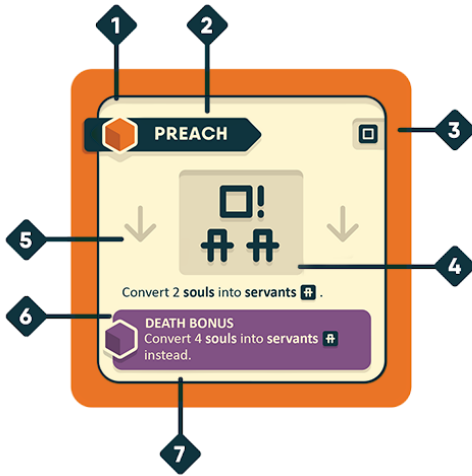 1
2
PREACH
3
!
5
4
Convert 2 souls into servants .
6
DEATH BONUS
Convert 4 souls into servants
instead.
7